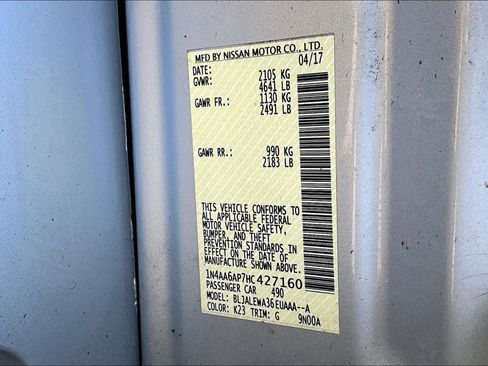 MFD BY NISSAN MOTOR CO., LTD.
DATE: 04/17
GVWR: 2105 KG
4641 LB
GAWR FR.: 1130 KG
2491 LB
GAWR RR.: 990 KG
2183 LB
THIS VEHICLE CONFORMS TO
ALL APPLICABLE FEDERAL
MOTOR VEHICLE SAFETY,
BUMPER, AND THEFT
PREVENTION STANDARDS IN
EFFECT ON THE DATE OF
MANUFACTURE SHOWN ABOVE.
1N4AA6AP7HC427160
PASSENGER CAR 490
MODEL: BLJALEWA36EUAAA--A
COLOR: K23 TRIM: G 9N00A